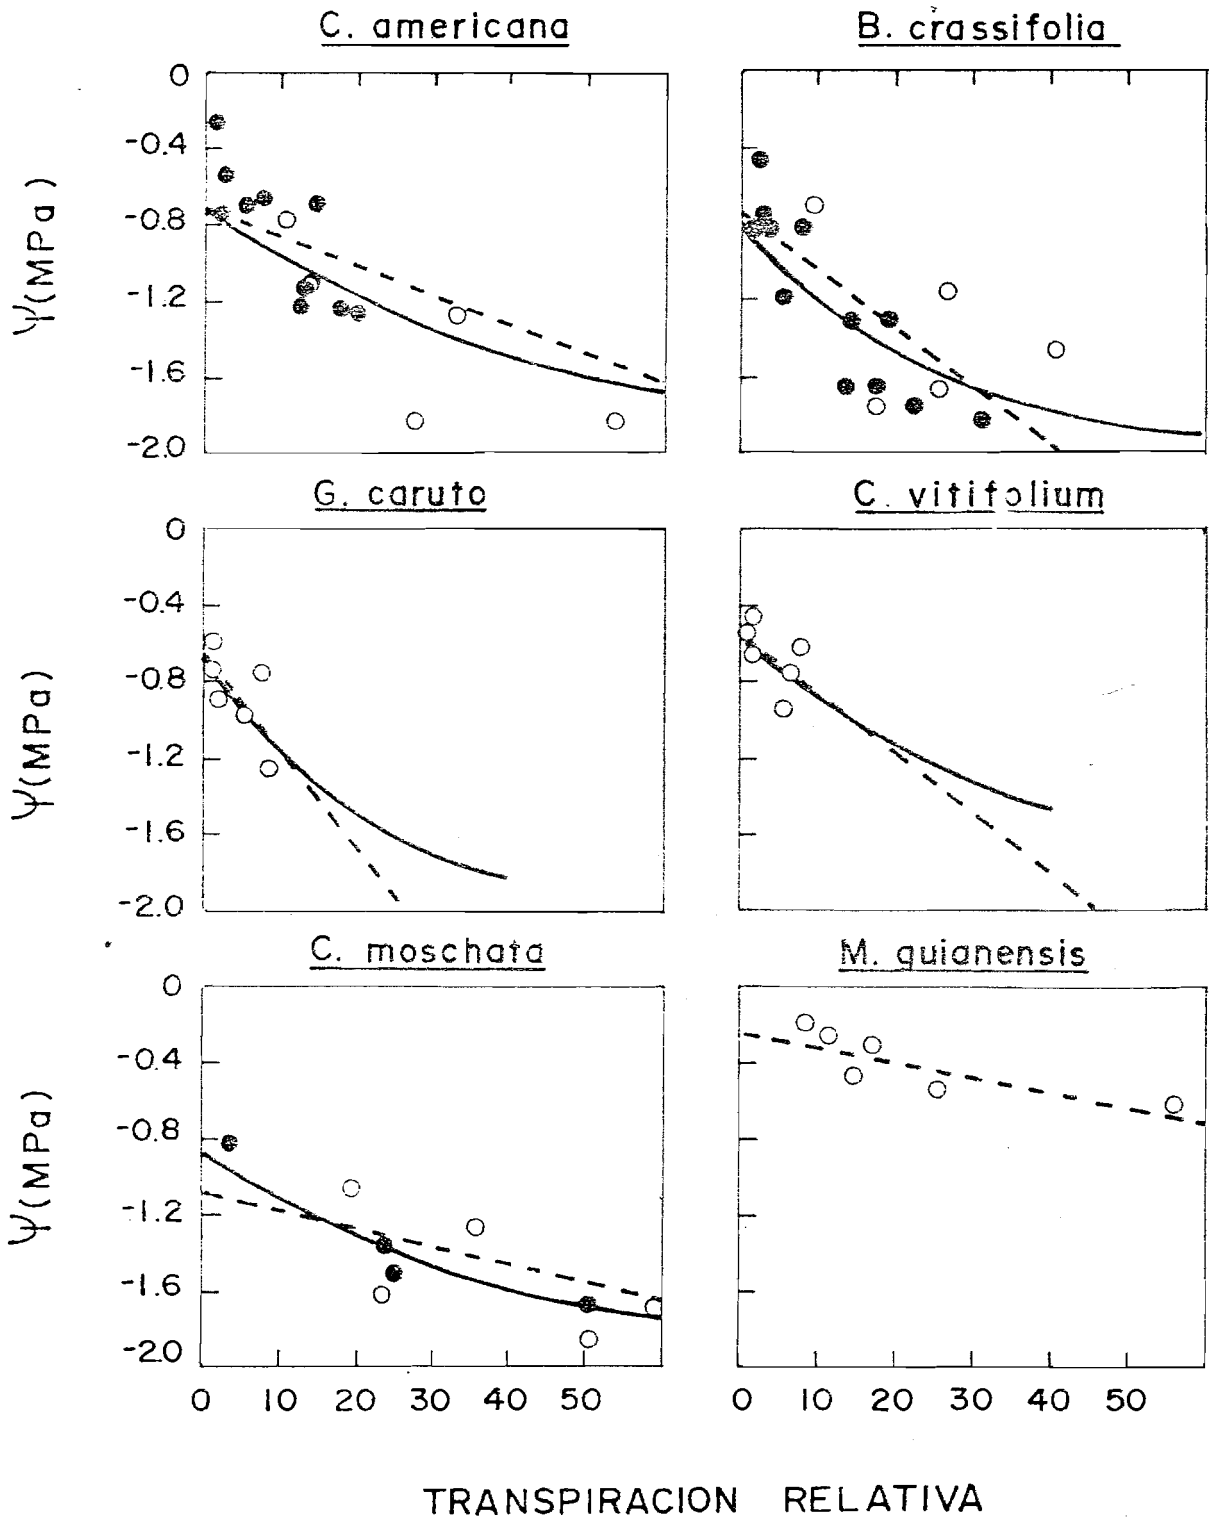 C. americana
B. crassifolia
0
-0.4
-0.8
-1.2
-1.6
-2.0
Ψ(MPa)
G. caruto
C. vitifolium
0
-0.4
-0.8
-1.2
-1.6
-2.0
Ψ(MPa)
C. moschata
M. guianensis
0
-0.4
-0.8
-1.2
-1.6
-2.0
Ψ(MPa)
0 10 20 30 40 50
0 10 20 30 40 50
TRANSPIRACION RELATIVA